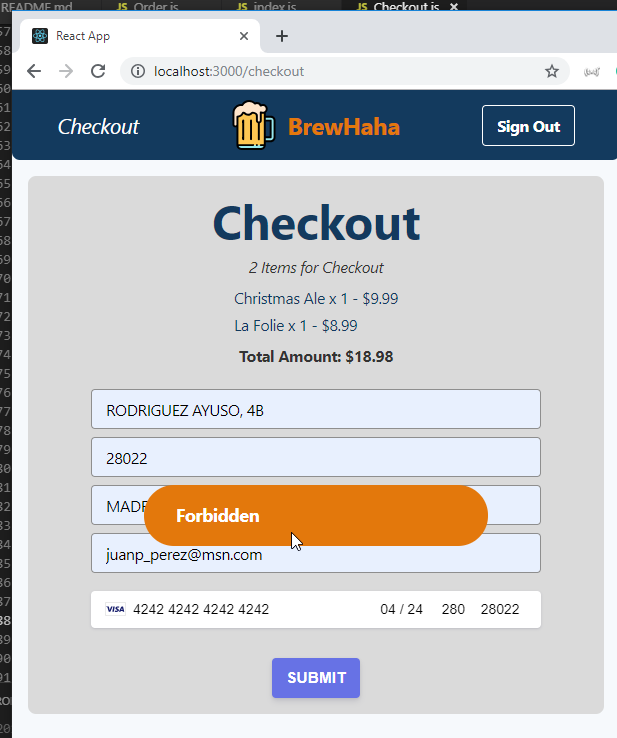 README.md
JS Order.js
JS index.js
JS Checkout.js
React App
localhost:3000/checkout
Checkout
BrewHaha
Sign Out
Checkout
2 Items for Checkout
Christmas Ale x 1 - $9.99
La Folie x 1 - $8.99
Total Amount: $18.98
RODRIGUEZ AYUSO, 4B
28022
MADR
Forbidden
juanp_perez@msn.com
VISA 4242 4242 4242 4242 04 / 24 280 28022
SUBMIT